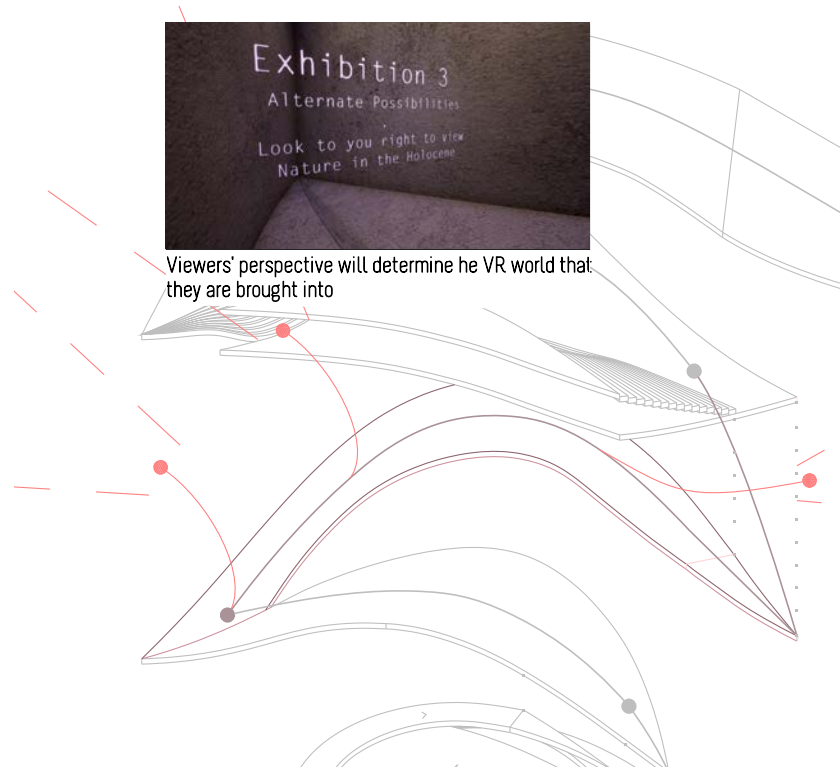 Exhibition 3
Alternate Possibilities
Look to you right to view
Nature in the Holocene
Viewers' perspective will determine he VR world that
they are brought into